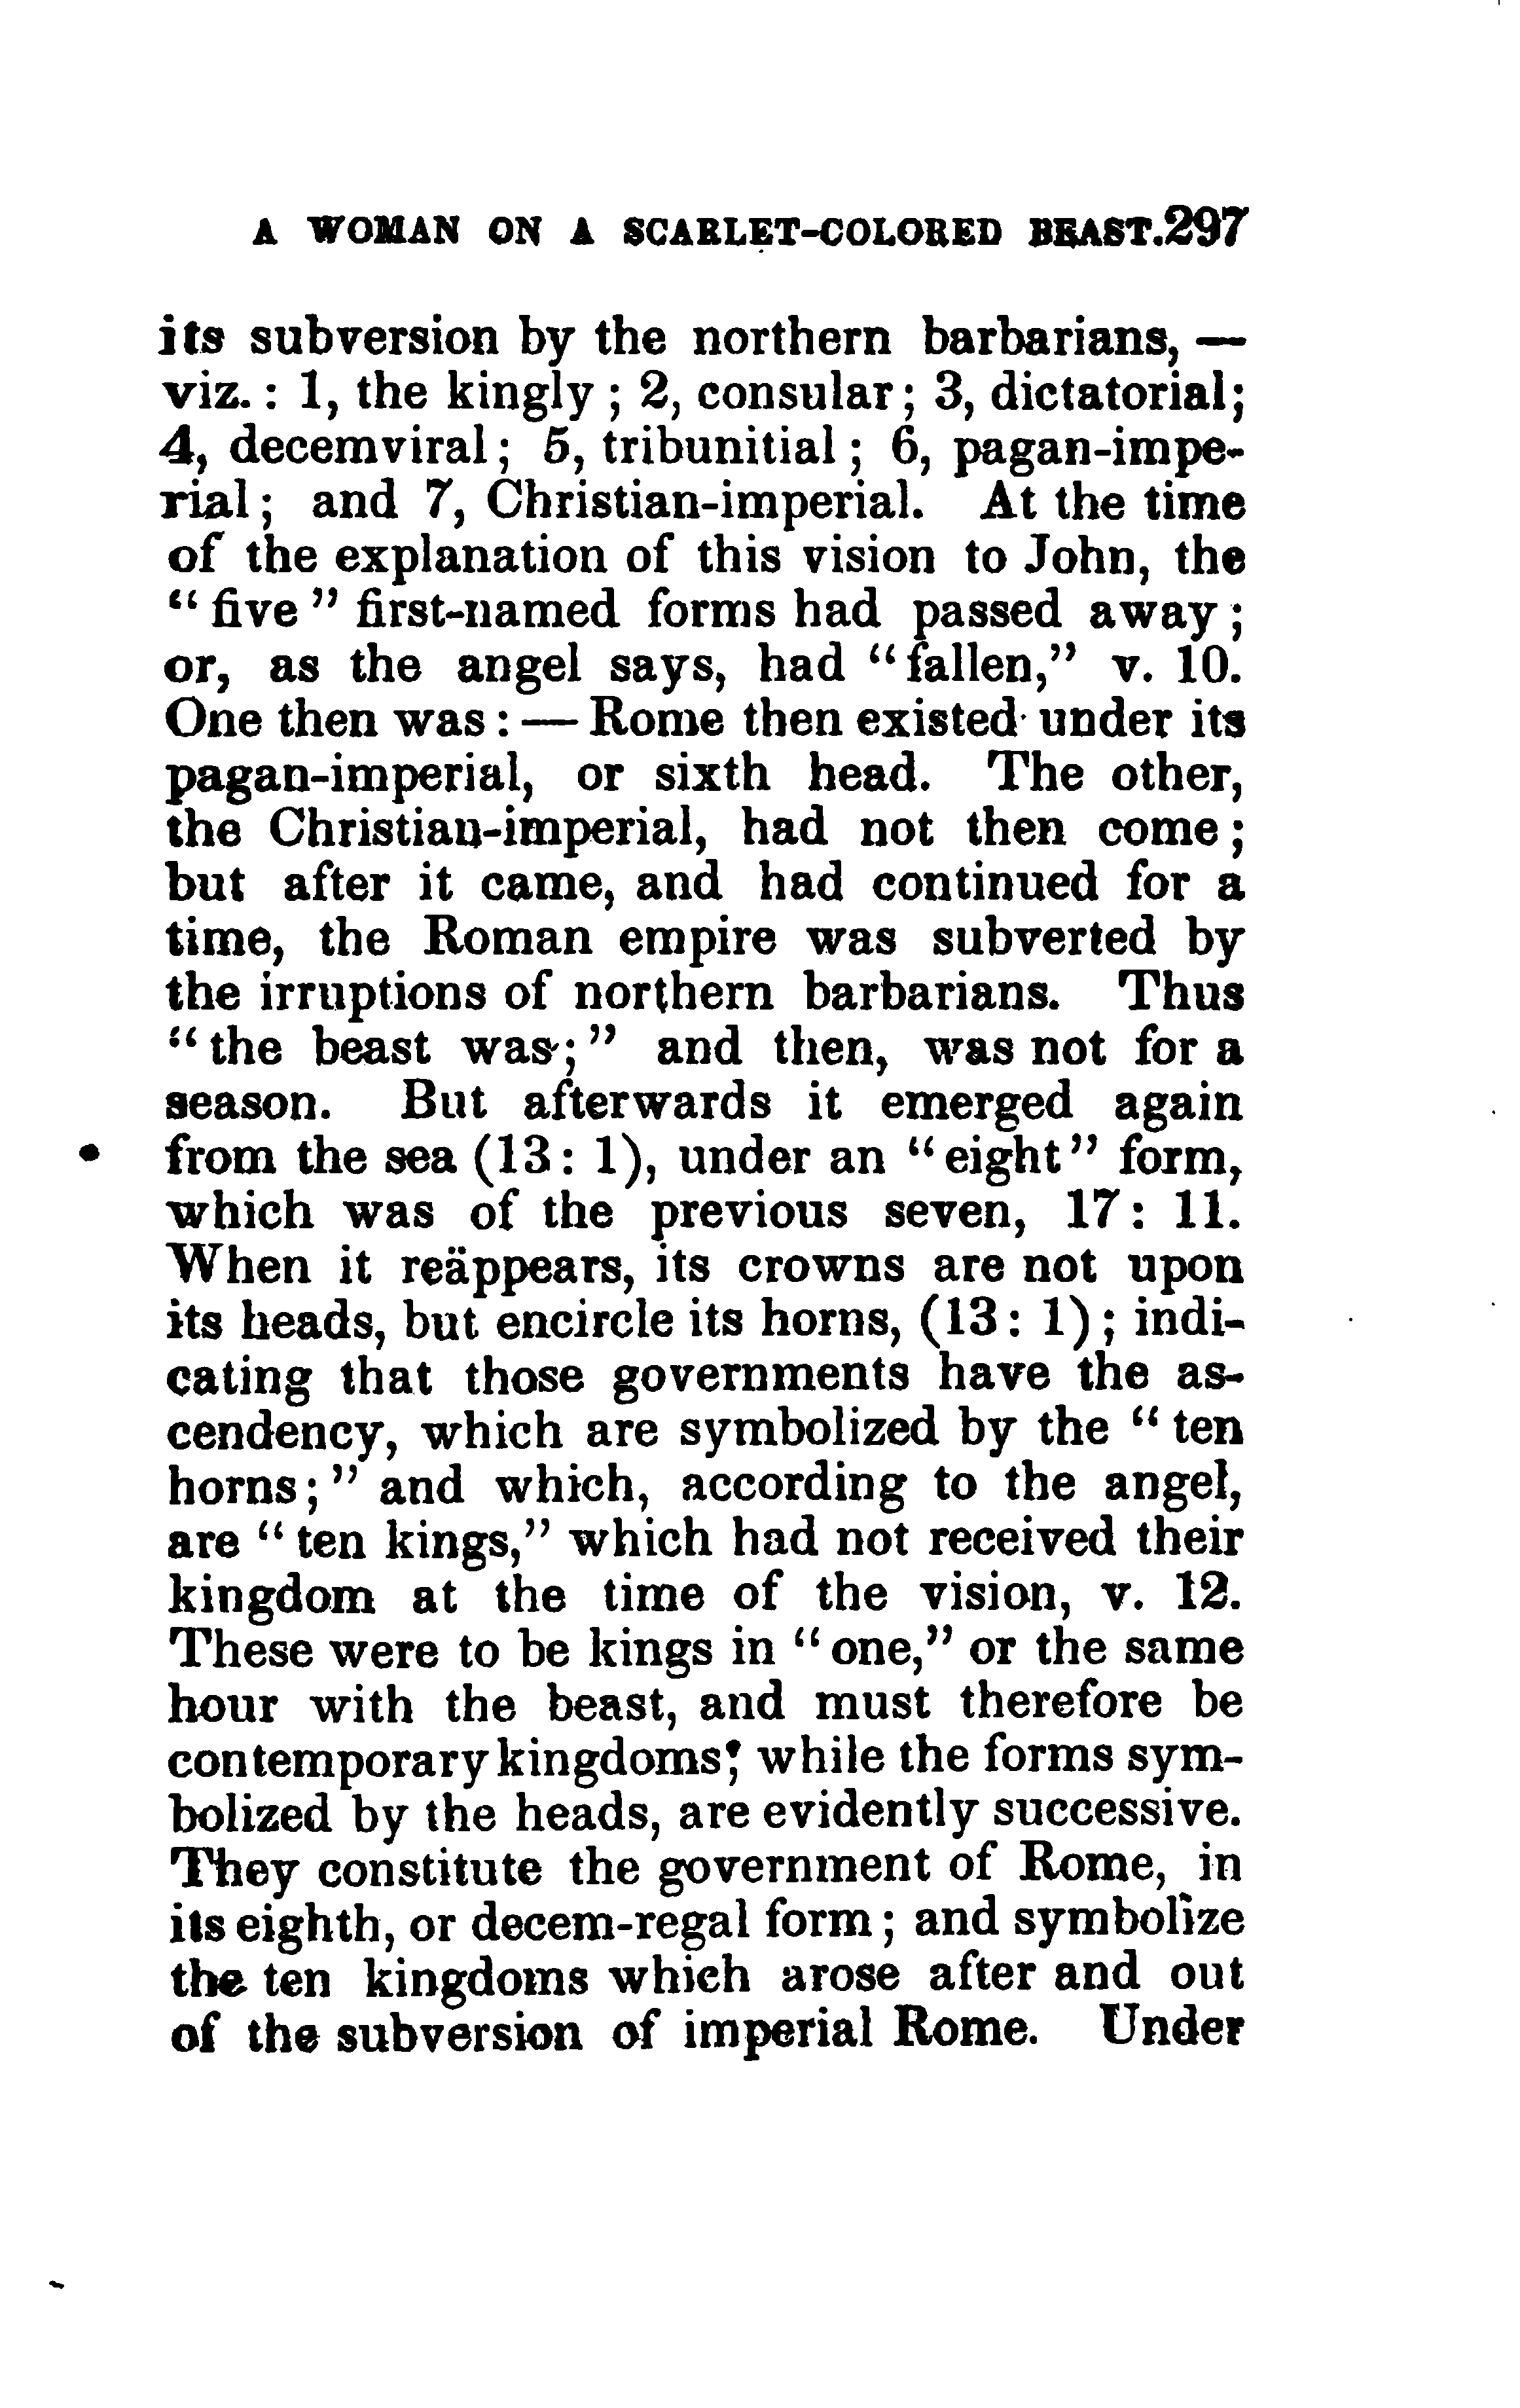 A WOMAN ON A SCARLET-COLORED BEAST. 297
its subversion by the northern barbarians, —
viz. : 1, the kingly ; 2, consular ; 3, dictatorial;
4, decemviral ; 5, tribunitial ; 6, pagan-impe-
rial ; and 7, Christian-imperial. At the time
of the explanation of this vision to John, the
“ five ” first-named forms had passed away ;
or, as the angel says, had “ fallen,” v. 10.
One then was : — Rome then existed under its
pagan-imperial, or sixth head. The other,
the Christian-imperial, had not then come ;
but after it came, and had continued for a
time, the Roman empire was subverted by
the irruptions of northern barbarians. Thus
“ the beast was ; ” and then, was not for a
season. But afterwards it emerged again
from the sea (13 : 1), under an “ eight ” form,
which was of the previous seven, 17 : 11.
When it reäppears, its crowns are not upon
its heads, but encircle its horns, (13 : 1) ; indi-
cating that those governments have the as-
cendency, which are symbolized by the “ ten
horns ; ” and which, according to the angel,
are “ ten kings,” which had not received their
kingdom at the time of the vision, v. 12.
These were to be kings in “ one,” or the same
hour with the beast, and must therefore be
contemporary kingdoms ; while the forms sym-
bolized by the heads, are evidently successive.
They constitute the government of Rome, in
its eighth, or decem-regal form ; and symbolize
the ten kingdoms which arose after and out
of the subversion of imperial Rome. Under